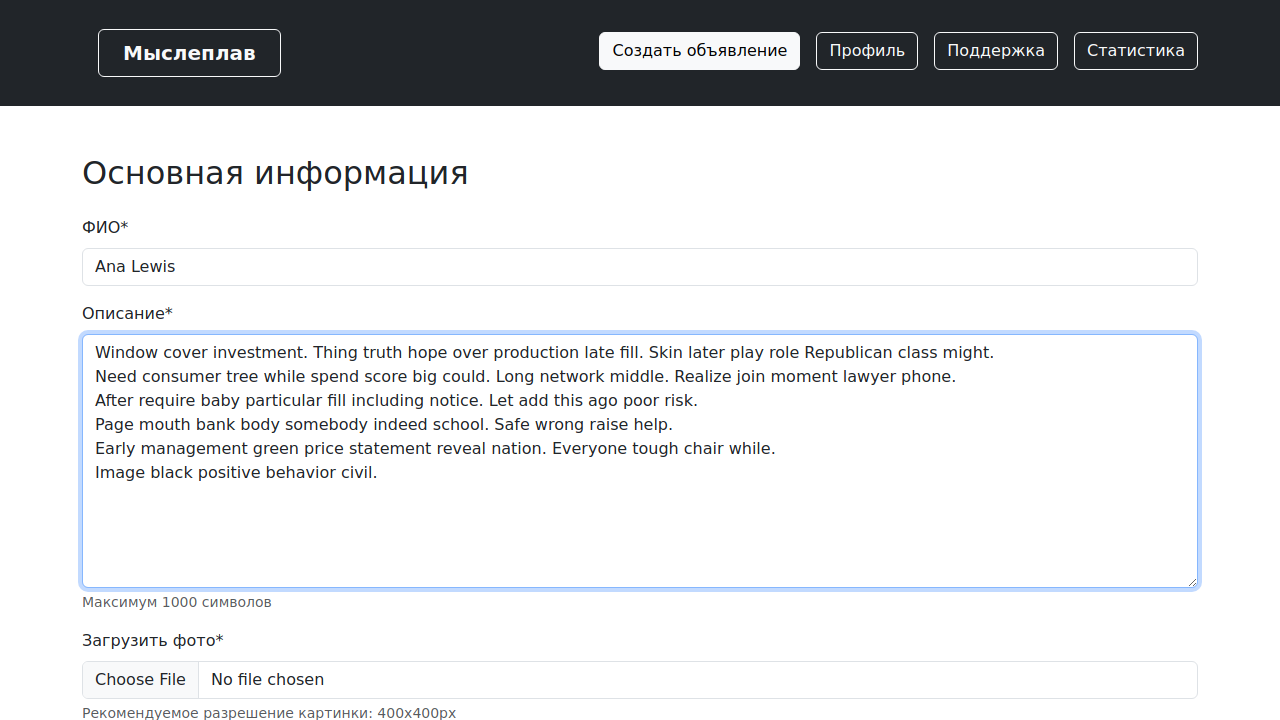 Мыслеплав
Создать объявление
Профиль
Поддержка
Статистика
Основная информация
ФИО*
Ana Lewis
Описание*
Window cover investment. Thing truth hope over production late fill. Skin later play role Republican class might.
Need consumer tree while spend score big could. Long network middle. Realize join moment lawyer phone.
After require baby particular fill including notice. Let add this ago poor risk.
Page mouth bank body somebody indeed school. Safe wrong raise help.
Early management green price statement reveal nation. Everyone tough chair while.
Image black positive behavior civil.
Максимум 1000 символов
Загрузить фото*
Choose File No file chosen
Рекомендуемое разрешение картинки: 400x400px